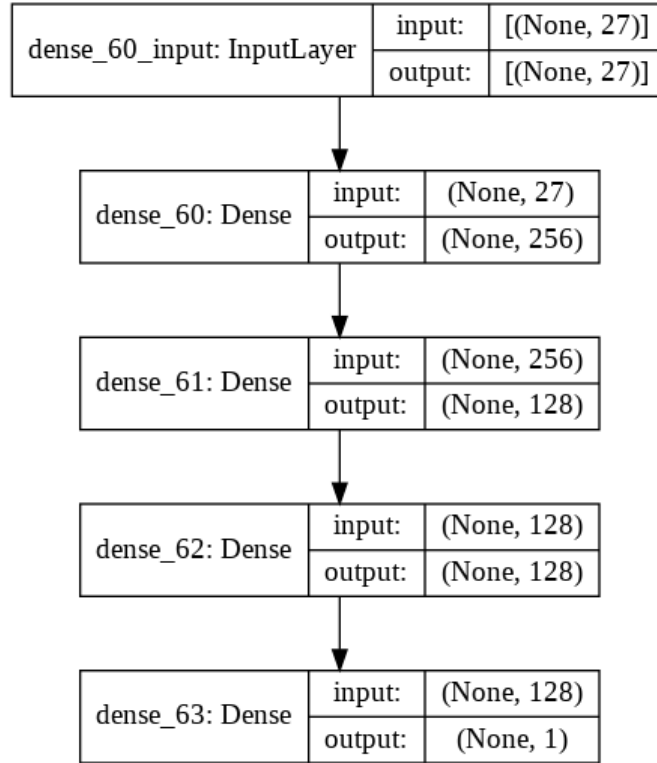 dense_60_input: InputLayer
input: [(None, 27)]
output: [(None, 27)]
dense_60: Dense
input: (None, 27)
output: (None, 256)
dense_61: Dense
input: (None, 256)
output: (None, 128)
dense_62: Dense
input: (None, 128)
output: (None, 128)
dense_63: Dense
input: (None, 128)
output: (None, 1)